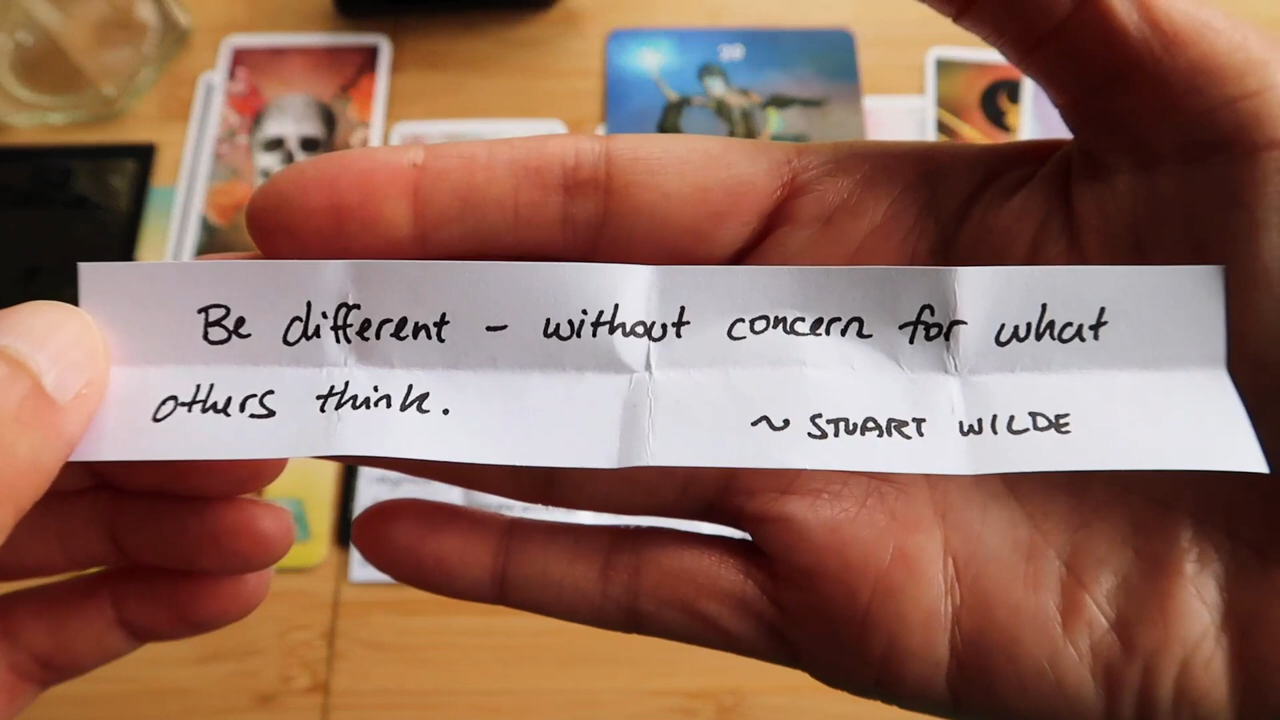 Be different - without concern for what
others think.
~ STUART WILDE